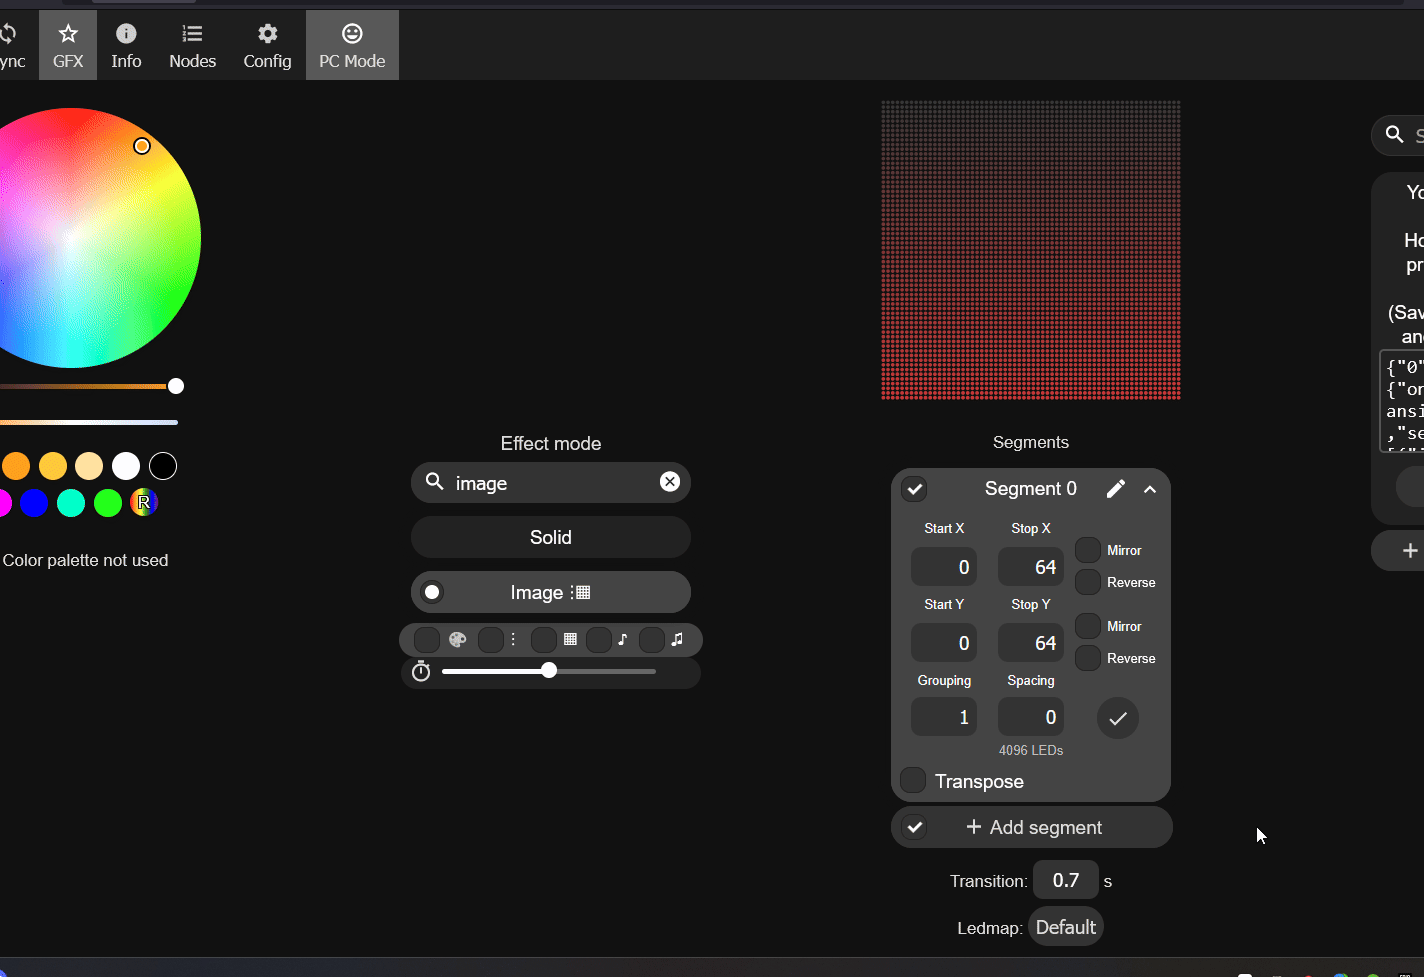 ync GFX Info Nodes Config PC Mode
R
Color palette not used
Effect mode
image
Solid
Image
Segments
Segment 0
Start X Stop X
0 64
Mirror
Reverse
Start Y Stop Y
0 64
Mirror
Reverse
Grouping Spacing
1 0
4096 LEDs
Transpose
+ Add segment
Transition: 0.7 s
Ledmap: Default
S
Yo
Ho
pr
(Sav
and
{"0"
{"on
ansi
,"se
+